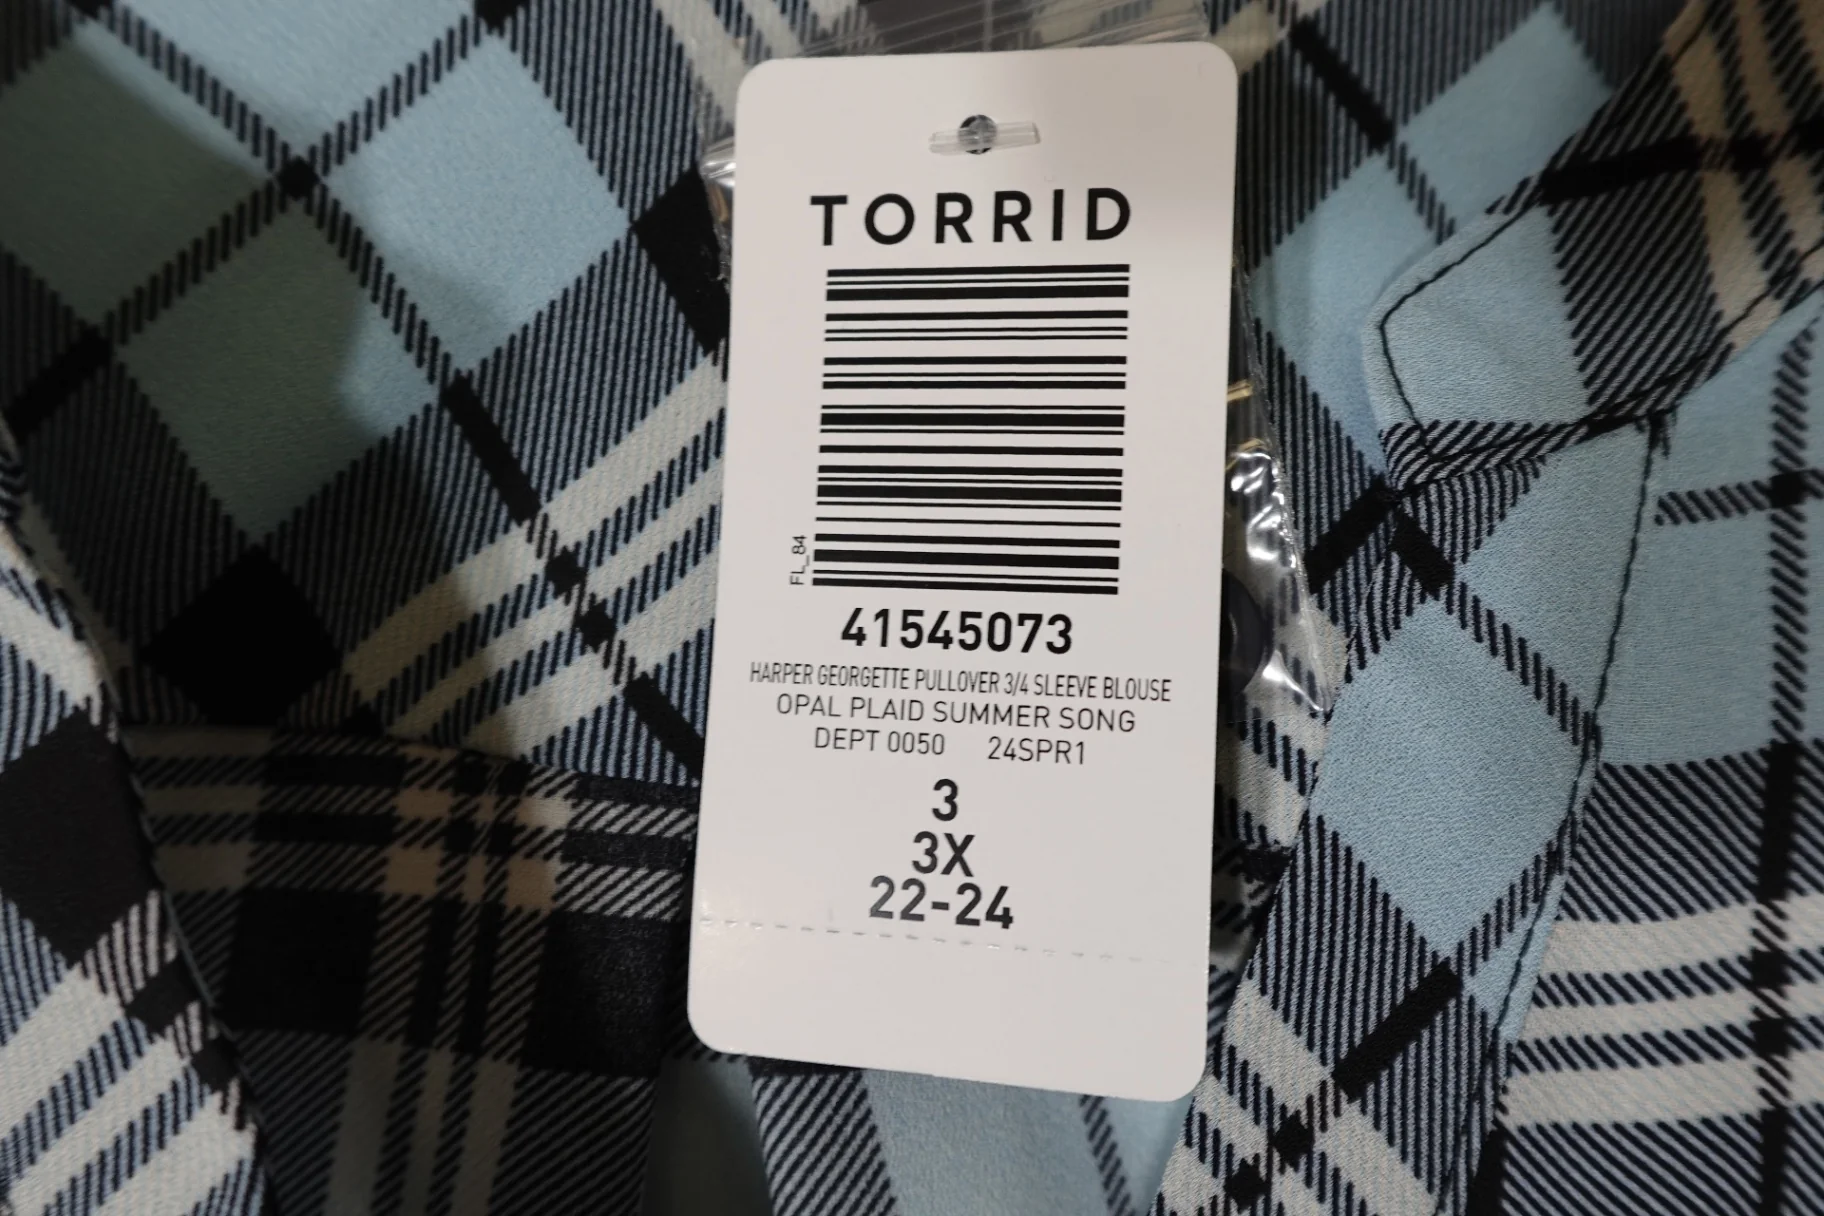 TORRID
FL_84
41545073
HARPER GEORGETTE PULLOVER 3/4 SLEEVE BLOUSE
OPAL PLAID SUMMER SONG
DEPT 0050 24SPR1
3
3X
22-24